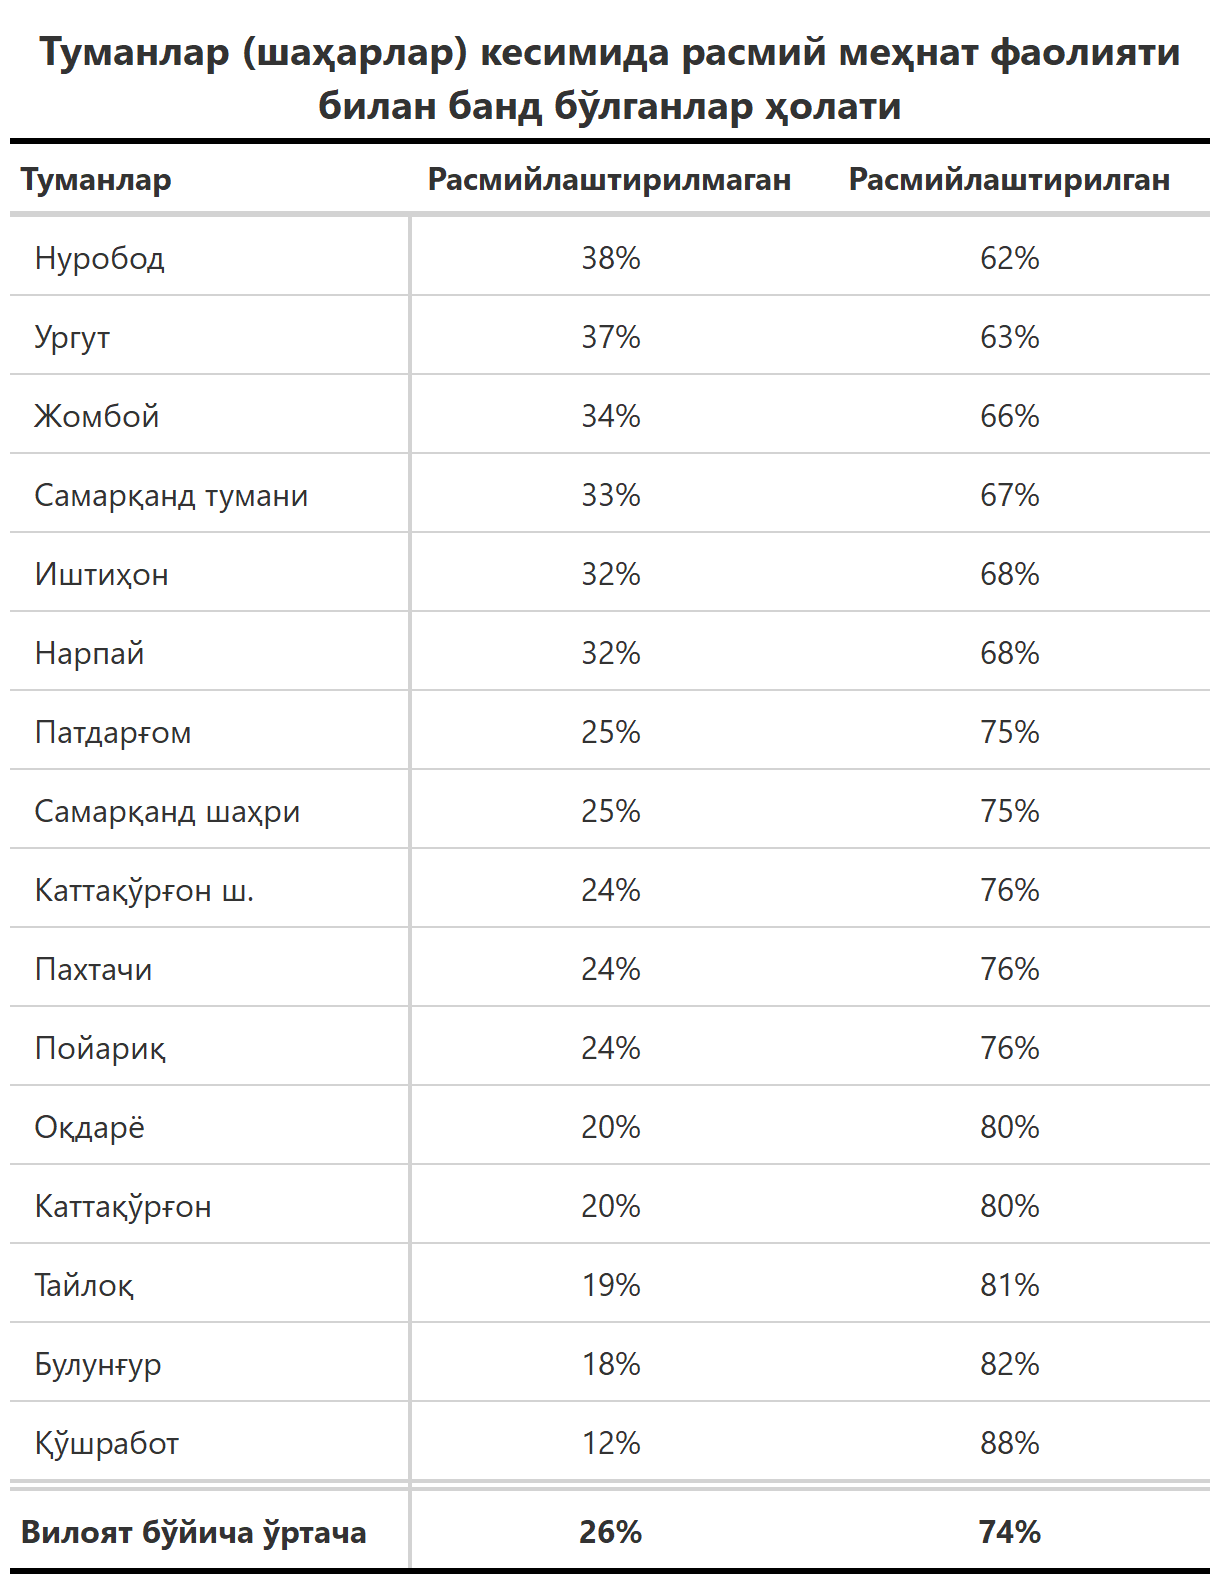 Туманлар (шаҳарлар) кесимида расмий меҳнат фаолияти
билан банд бўлганлар ҳолати
Туманлар Расмийлаштирилмаган Расмийлаштирилган
Нуробод 38% 62%
Ургут 37% 63%
Жомбой 34% 66%
Самарқанд тумани 33% 67%
Иштиҳон 32% 68%
Нарпай 32% 68%
Патдарғом 25% 75%
Самарқанд шаҳри 25% 75%
Каттақўрғон ш. 24% 76%
Пахтачи 24% 76%
Пойариқ 24% 76%
Оқдарё 20% 80%
Каттақўрғон 20% 80%
Тайлоқ 19% 81%
Булунғур 18% 82%
Қўшработ 12% 88%
Вилоят бўйича ўртача 26% 74%